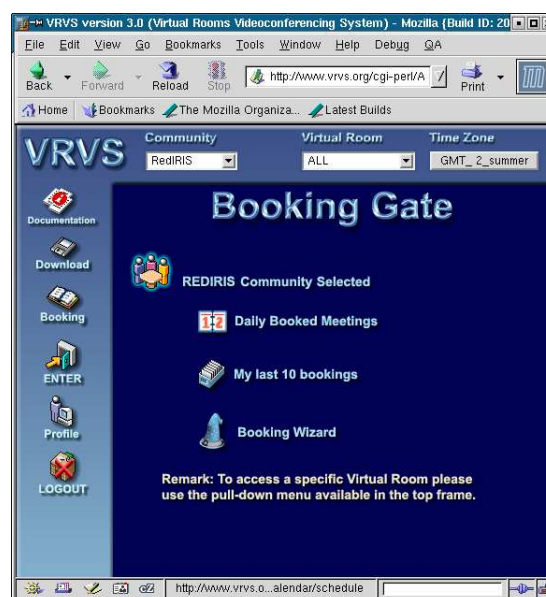 VRVS version 3.0 (Virtual Rooms Videoconferencing System) - Mozilla {Build ID: 20
File Edit View Go Bookmarks Tools Window Help Debug QA
Back Forward Reload Stop http://www.vrvs.org/cgi-perl/A Print
Home Bookmarks The Mozilla Organiza... Latest Builds
VRVS
Community Virtual Room Time Zone
RedIRIS ALL GMT_ 2_summer
Booking Gate
Documentation
Download
Booking
ENTER
Profile
LOGOUT
REDIRIS Community Selected
Daily Booked Meetings
My last 10 bookings
Booking Wizard
Remark: To access a specific Virtual Room please
use the pull-down menu available in the top frame.
http://www.vrvs.o...alendar/schedule